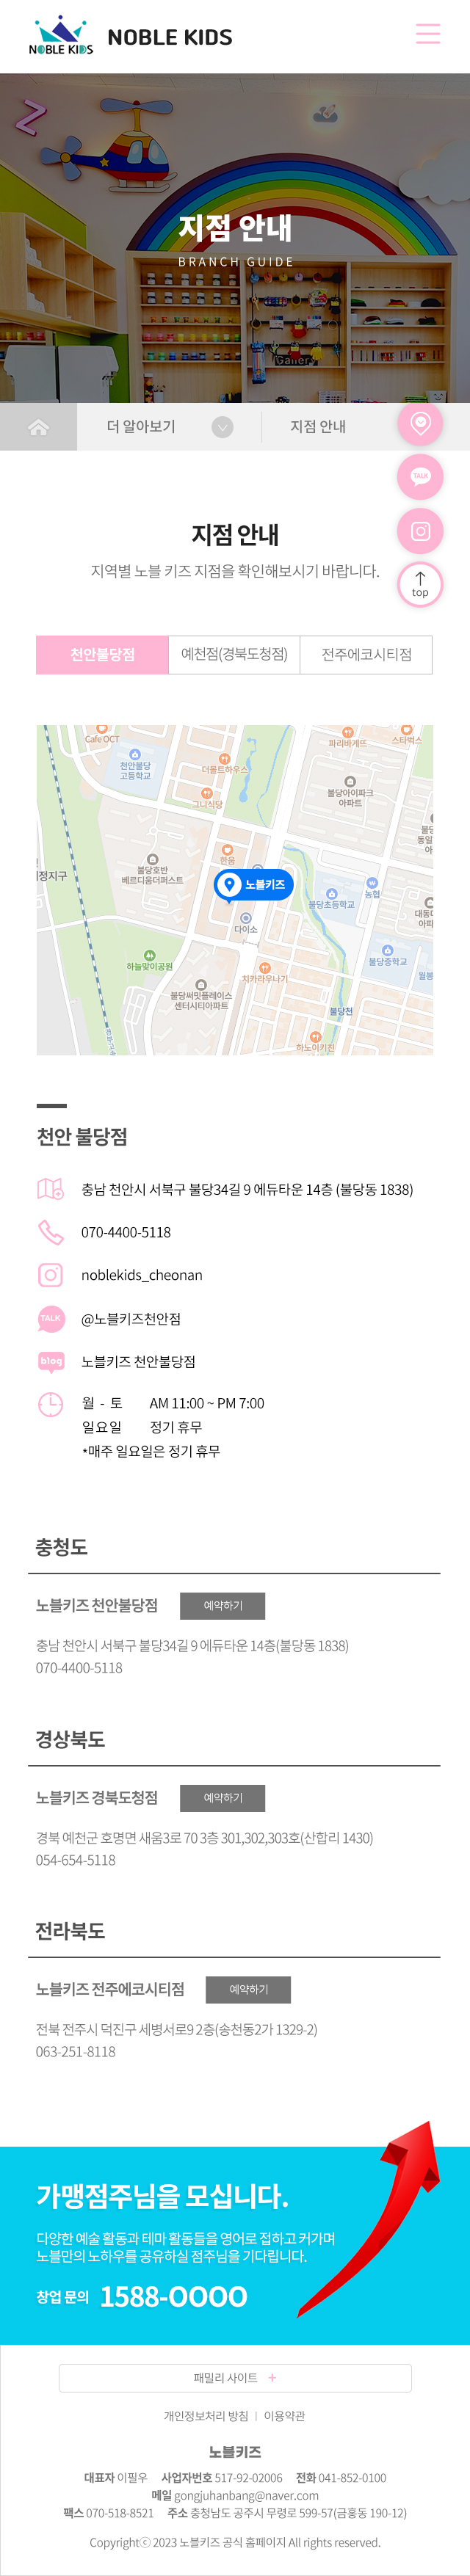 NOBLE KIDS
NOBLE KIDS
지점 안내
BRANCH GUIDE
Gallery
더 알아보기
지점 안내
TALK
top
지점 안내
지역별 노블 키즈 지점을 확인해보시기 바랍니다.
천안불당점
예천점(경북도청점)
전주에코시티점
Cafe OCT
천안불당
고등학교
더몰트하우스
그니식당
파리바게뜨
스타벅스
불당아이파크
아파트
한움
불당호반
베르디움더퍼스트
노블키즈
불당초등학교
농협
다이소
하늘맞이공원
치카라우나기
불당중학교
불당써밋플레이스
센터시티아파트
불당천
하노이키친
천안 불당점
충남 천안시 서북구 불당34길 9 에듀타운 14층 (불당동 1838)
070-4400-5118
noblekids_cheonan
TALK
@노블키즈천안점
blog
노블키즈 천안불당점
월 - 토 AM 11:00 ~ PM 7:00
일요일 정기 휴무
*매주 일요일은 정기 휴무
충청도
노블키즈 천안불당점
예약하기
충남 천안시 서북구 불당34길 9 에듀타운 14층(불당동 1838)
070-4400-5118
경상북도
노블키즈 경북도청점
예약하기
경북 예천군 호명면 새움3로 70 3층 301,302,303호(산합리 1430)
054-654-5118
전라북도
노블키즈 전주에코시티점
예약하기
전북 전주시 덕진구 세병서로9 2층(송천동2가 1329-2)
063-251-8118
가맹점주님을 모십니다.
다양한 예술 활동과 테마 활동들을 영어로 접하고 커가며
노블만의 노하우를 공유하실 점주님을 기다립니다.
창업 문의 1588-OOOO
패밀리 사이트 +
개인정보처리 방침 | 이용약관
노블키즈
대표자 이필우 사업자번호 517-92-02006 전화 041-852-0100
메일 gongjuhanbang@naver.com
팩스 070-518-8521 주소 충청남도 공주시 무령로 599-57(금홍동 190-12)
Copyrightⓒ 2023 노블키즈 공식 홈페이지 All rights reserved.